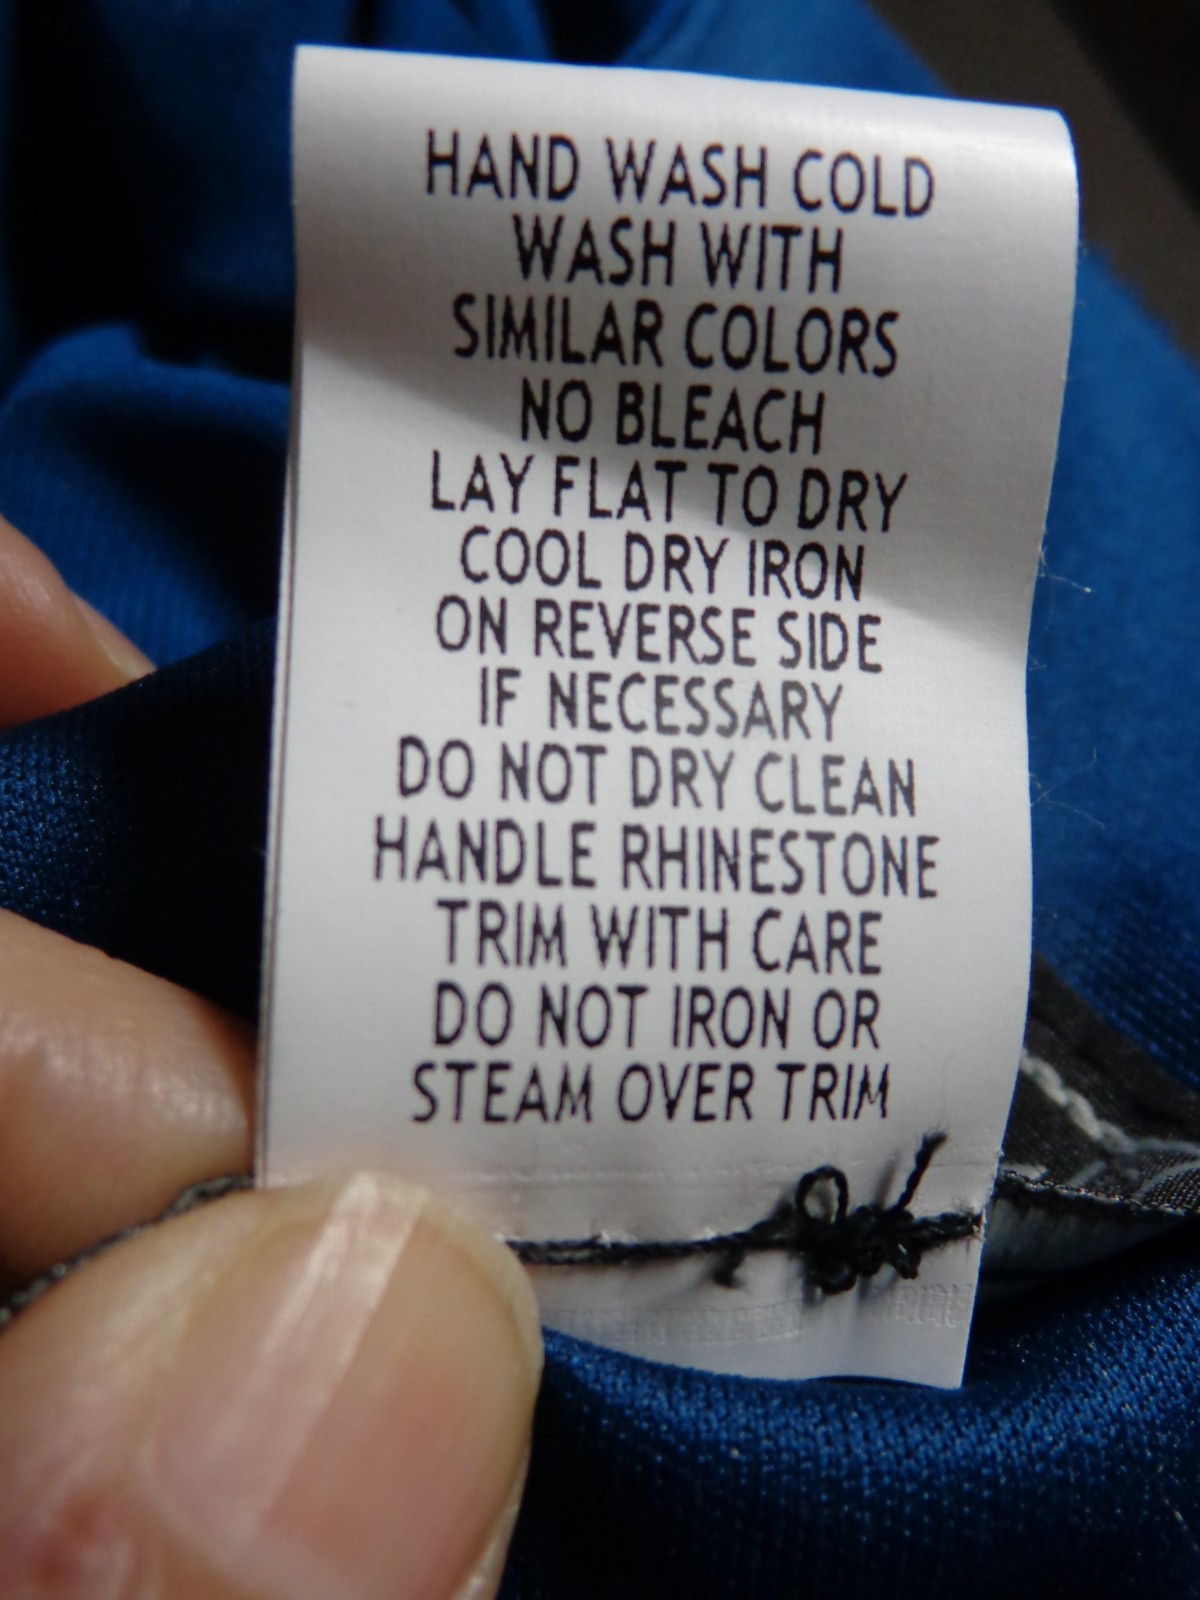 HAND WASH COLD
WASH WITH
SIMILAR COLORS
NO BLEACH
LAY FLAT TO DRY
COOL DRY IRON
ON REVERSE SIDE
IF NECESSARY
DO NOT DRY CLEAN
HANDLE RHINESTONE
TRIM WITH CARE
DO NOT IRON OR
STEAM OVER TRIM